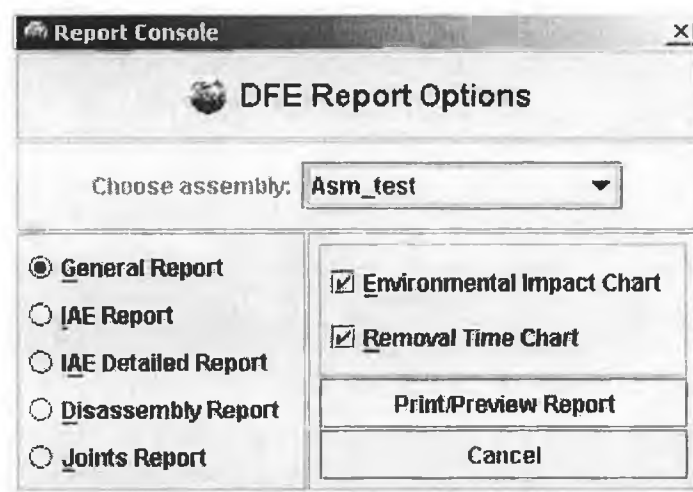 Report Console
DFE Report Options
Choose assembly: Asm_test
General Report
IAE Report
IAE Detailed Report
Disassembly Report
Joints Report
Environmental Impact Chart
Removal Time Chart
Print/Preview Report
Cancel